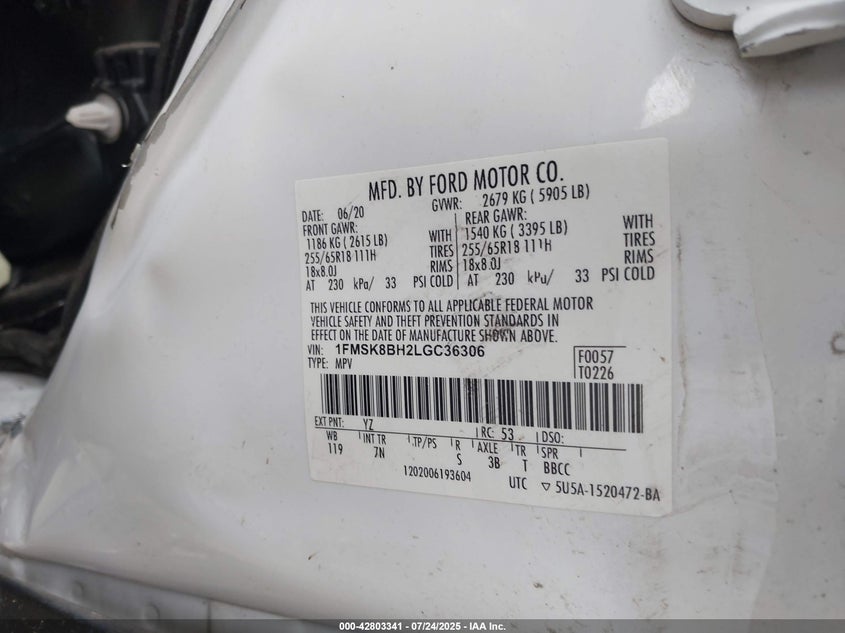 MFD. BY FORD MOTOR CO.
DATE: 06/20 GVWR: 2679 KG ( 5905 LB)
FRONT GAWR: REAR GAWR:
1186 KG ( 2615 LB) WITH 1540 KG ( 3395 LB) WITH
255/65R18 111H TIRES 255/65R18 111H TIRES
18x8.0J RIMS 18x8.0J RIMS
AT 230 kPa/ 33 PSI COLD AT 230 kPa/ 33 PSI COLD
THIS VEHICLE CONFORMS TO ALL APPLICABLE FEDERAL MOTOR
VEHICLE SAFETY AND THEFT PREVENTION STANDARDS IN
EFFECT ON THE DATE OF MANUFACTURE SHOWN ABOVE.
VIN: 1FMSK8BH2LGC36306 F0057
TYPE: MPV T0226
EXT PNT: YZ RC: 53 DSO:
WB INT TR TP/PS R AXLE TR SPR
119 7N S 3B T BBCC
1202006193604 UTC ▽ 5U5A-1520472-BA
000-42803341 - 07/24/2025 - IAA Inc.